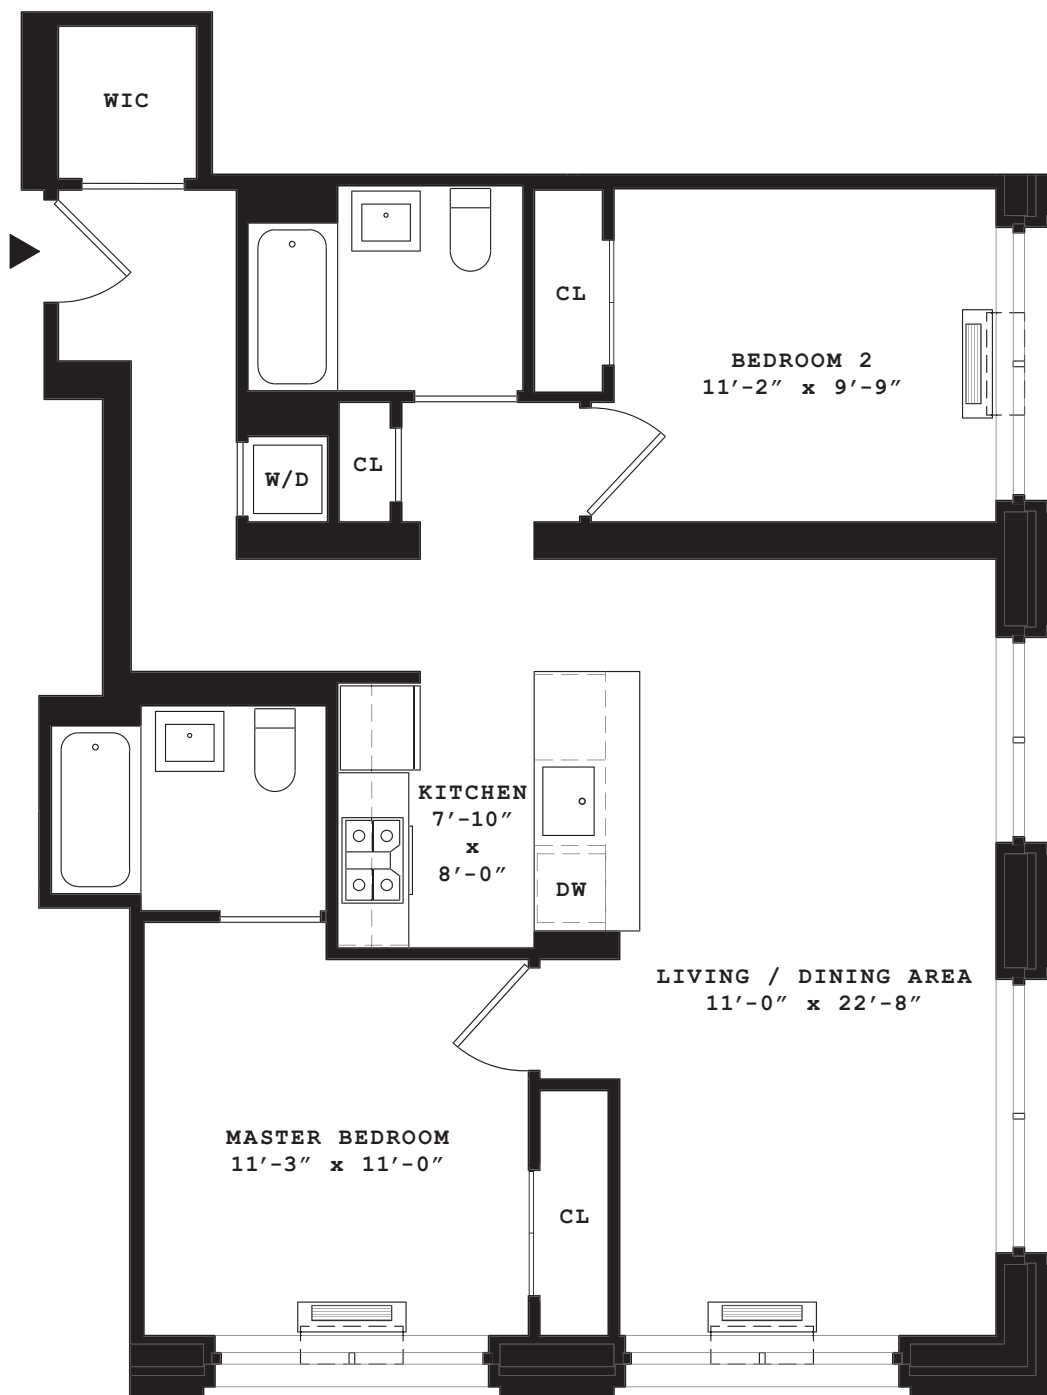 WIC
CL
BEDROOM 2
11′-2″ x 9′-9″
CL
W/D
KITCHEN
7′-10″
x
8′-0″
DW
LIVING / DINING AREA
11′-0″ x 22′-8″
MASTER BEDROOM
11′-3″ x 11′-0″
CL